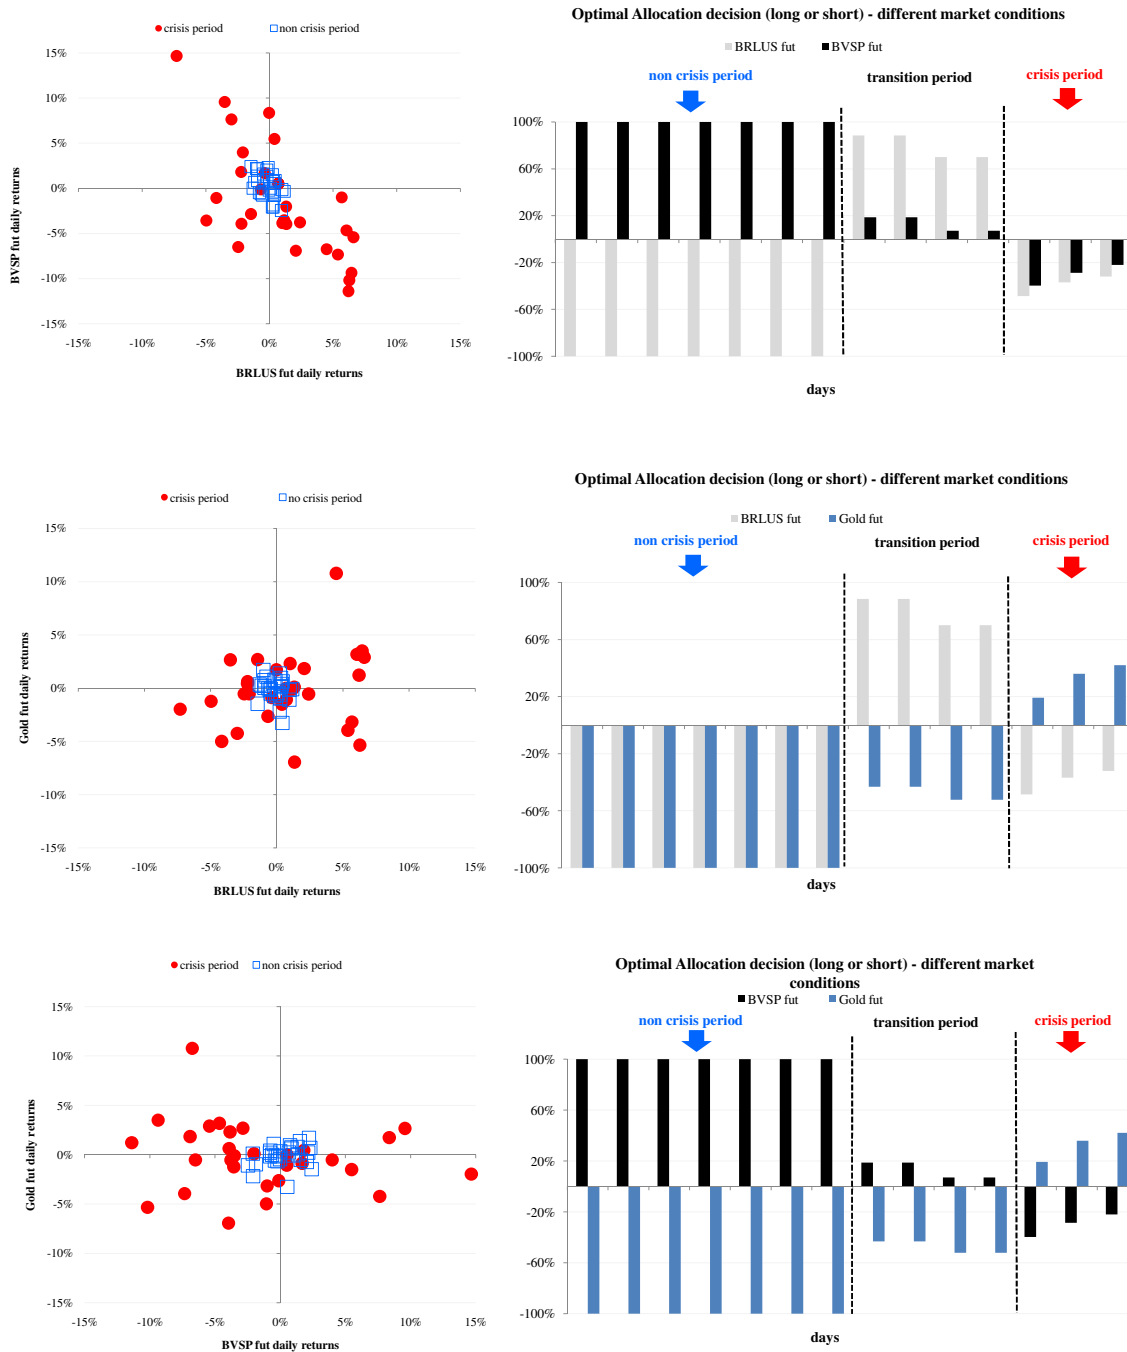 Optimal Allocation decision (long or short) - different market conditions
crisis period
non crisis period
15%
10%
5%
0%
-5%
-10%
-15%
-15%
-10%
-5%
0%
5%
10%
15%
BVSP fut daily returns
BRLUS fut daily returns
BRLUS fut
BVSP fut
non crisis period
transition period
crisis period
100%
60%
20%
-20%
-60%
-100%
days
Optimal Allocation decision (long or short) - different market conditions
crisis period
no crisis period
15%
10%
5%
0%
-5%
-10%
-15%
-15%
-10%
-5%
0%
5%
10%
15%
Gold fut daily returns
BRLUS fut daily returns
BRLUS fut
Gold fut
non crisis period
transition period
crisis period
100%
60%
20%
-20%
-60%
-100%
days
crisis period
non crisis period
15%
10%
5%
0%
-5%
-10%
-15%
-15%
-10%
-5%
0%
5%
10%
15%
Gold fut daily returns
BVSP fut daily returns
Optimal Allocation decision (long or short) - different market
conditions
BVSP fut
Gold fut
non crisis period
transition period
crisis period
100%
60%
20%
-20%
-60%
-100%
days